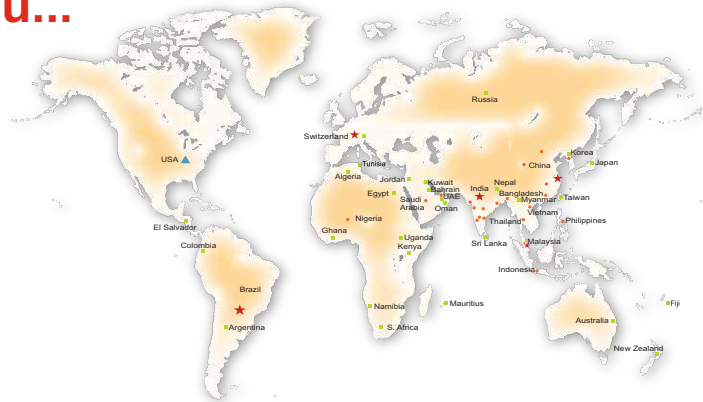 u...
Russia
Switzerland
USA
Tunisia
Korea
Japan
China
Algeria
Jordan
Kuwait
Bahrain
UAE
India
Nepal
Bangladesh
Myanmar
Taiwan
Egypt
Saudi
Arabia
Oman
Vietnam
Nigeria
Thailand
Philippines
El Salvador
Ghana
Uganda
Kenya
Sri Lanka
Malaysia
Colombia
Indonesia
Brazil
Namibia
Mauritius
Fiji
Argentina
S. Africa
Australia
New Zealand